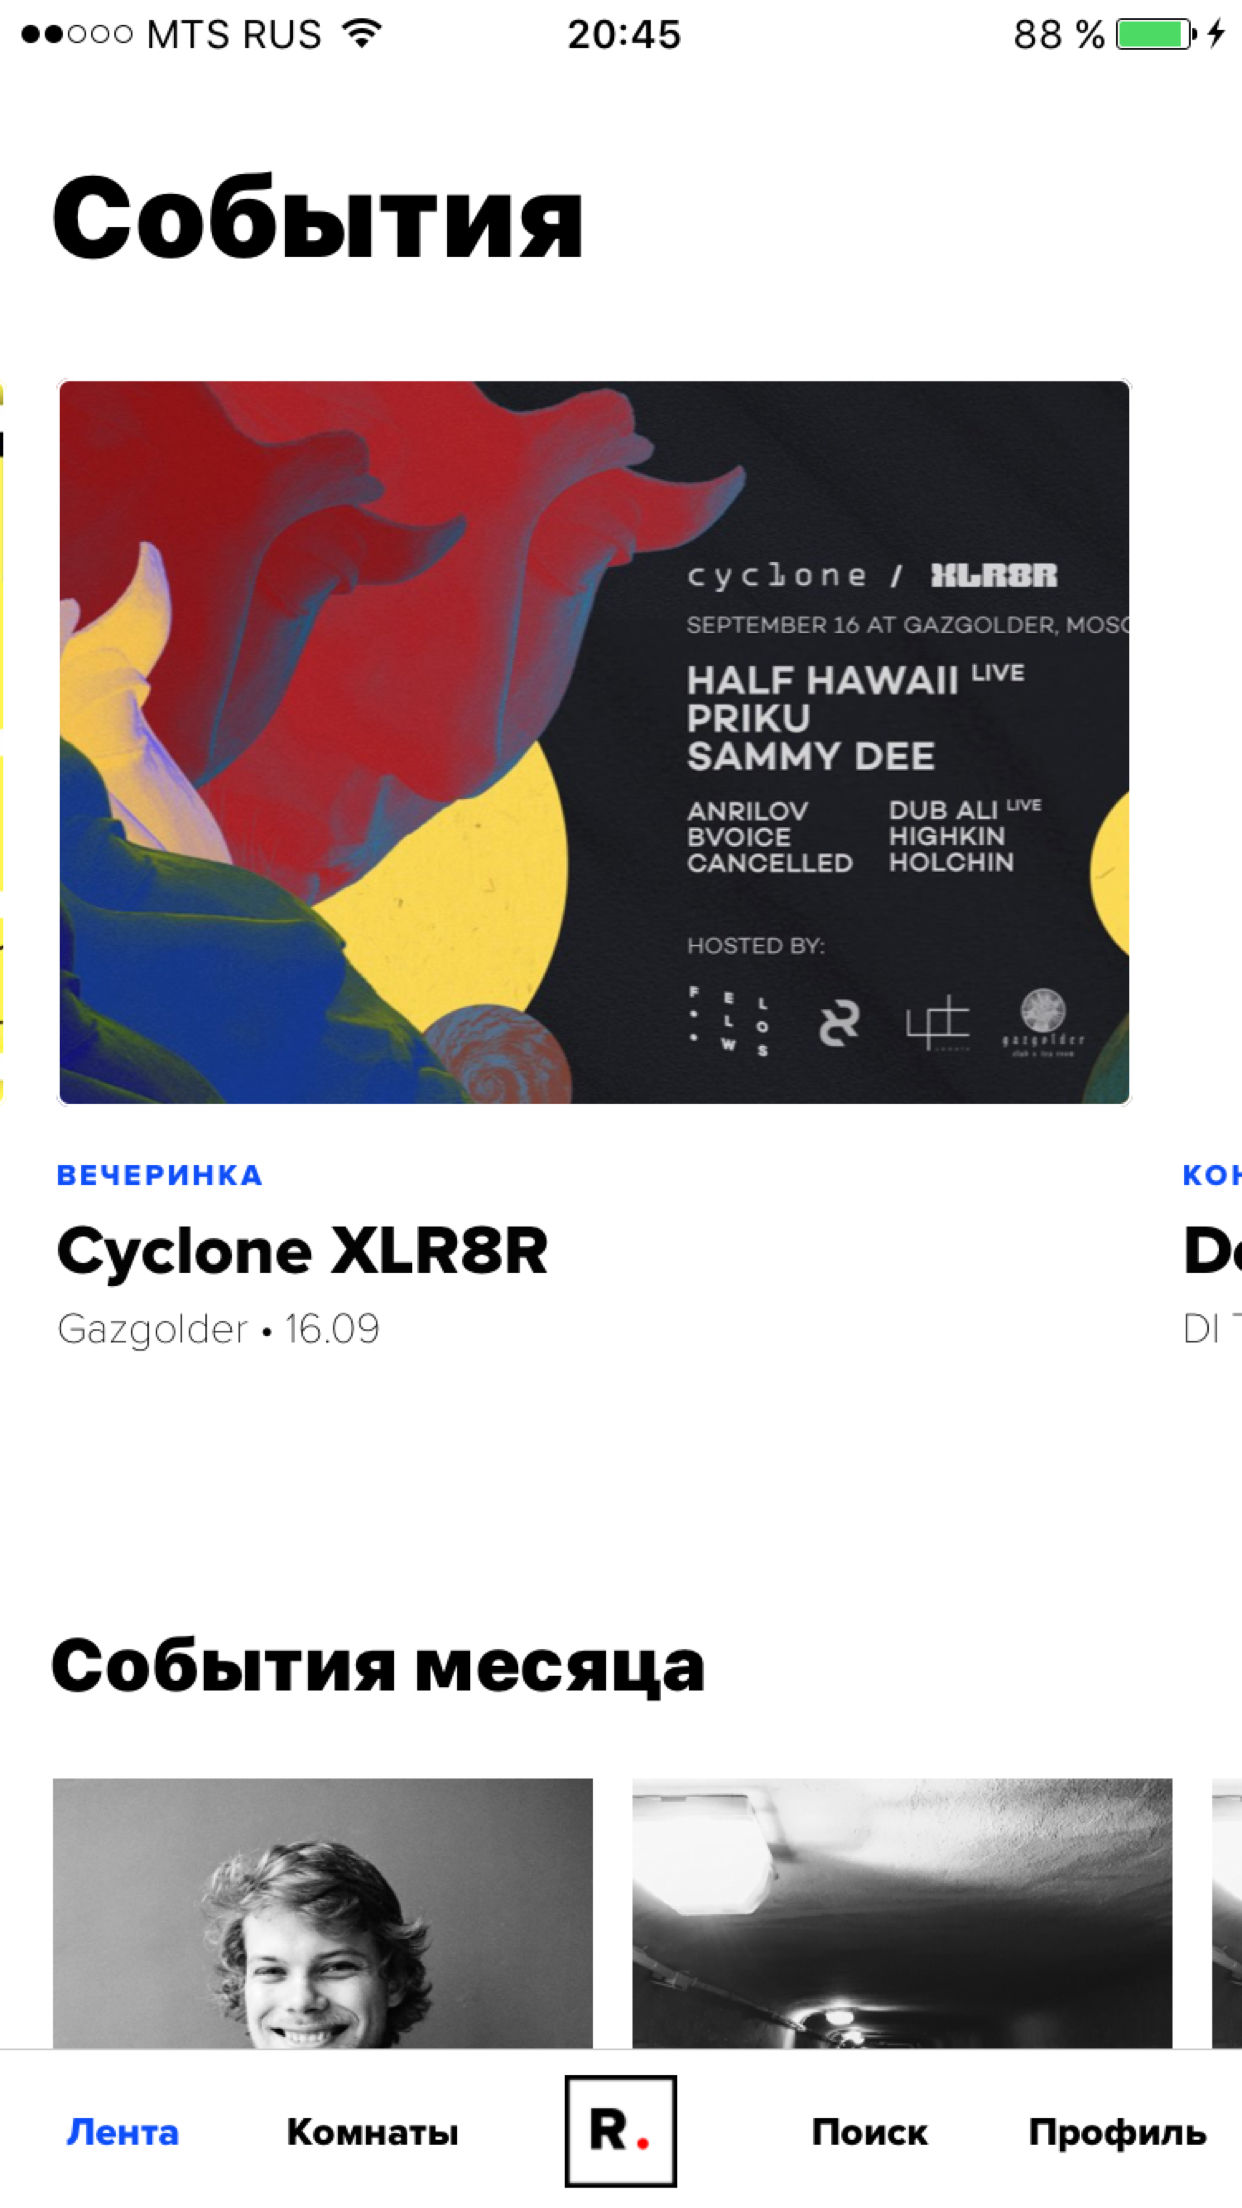 MTS RUS
20:45
88 %
События
cyclone / XLR8R
SEPTEMBER 16 AT GAZGOLDER,
HALF HAWAII LIVE
PRIKU
SAMMY DEE
ANRILOV
BVOICE
CANCELLED
DUB ALI LIVE
HIGHKIN
HOLCHIN
HOSTED BY:
gazgolder
ВЕЧЕРИНКА
Cyclone XLR8R
Gazgolder • 16.09
DI
События месяца
Лента
Комнаты
R.
Поиск
Профиль